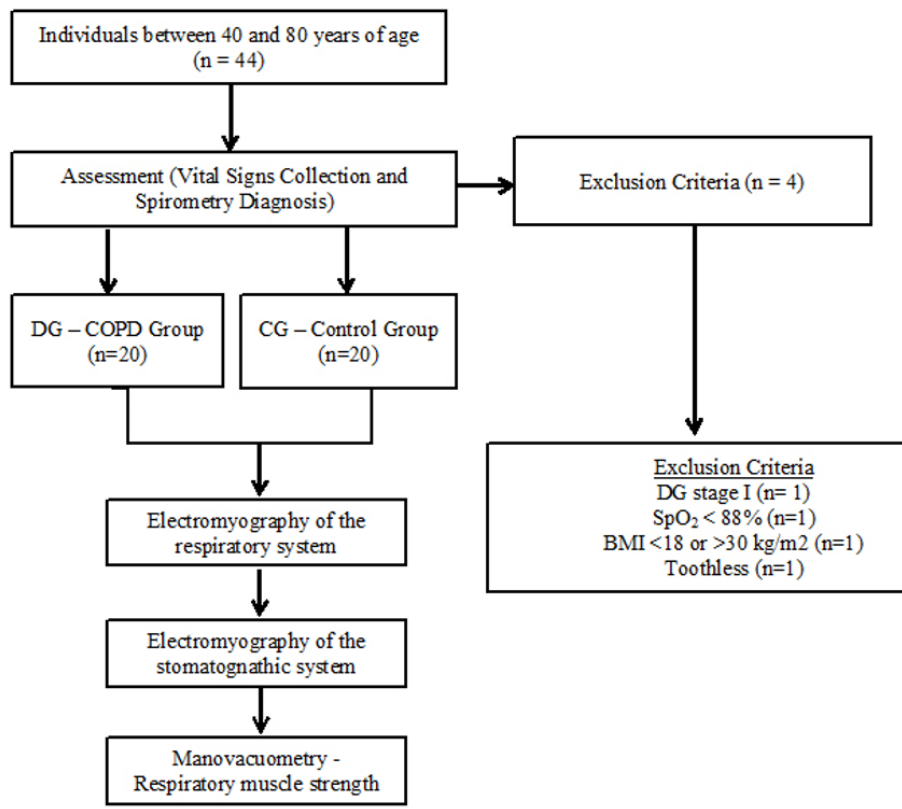 Individuals between 40 and 80 years of age
(n = 44)
Assessment (Vital Signs Collection and
Spirometry Diagnosis)
Exclusion Criteria (n = 4)
DG – COPD Group
(n=20)
CG – Control Group
(n=20)
Exclusion Criteria
DG stage I (n= 1)
SpO₂ < 88% (n=1)
BMI <18 or >30 kg/m2 (n=1)
Toothless (n=1)
Electromyography of the
respiratory system
Electromyography of the
stomatognathic system
Manovacuometry -
Respiratory muscle strength